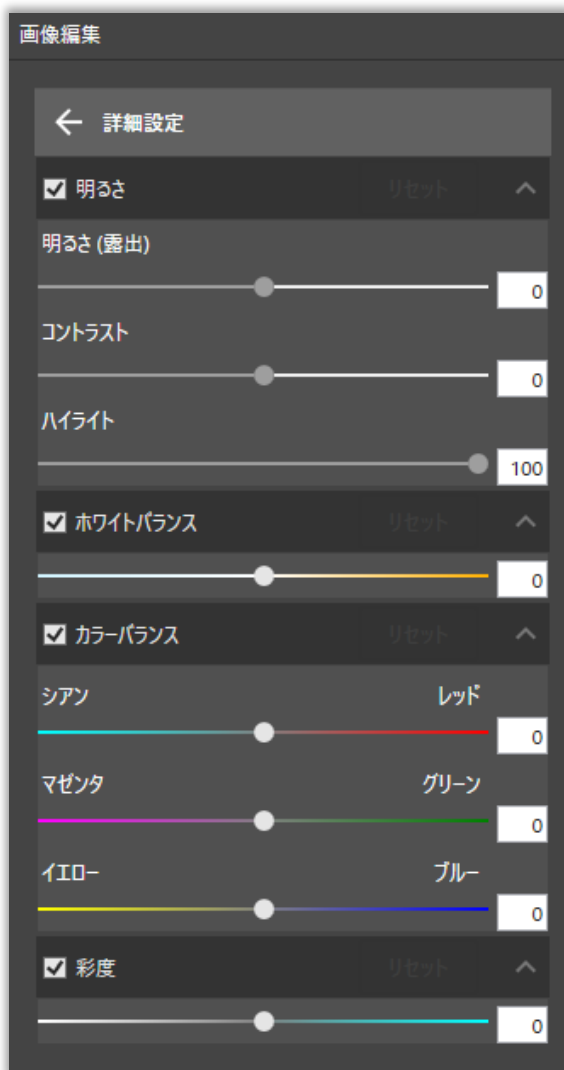 画像編集
詳細設定
明るさ リセット
明るさ (露出)
0
コントラスト
0
ハイライト
100
ホワイトバランス リセット
0
カラーバランス リセット
シアン レッド
0
マゼンタ グリーン
0
イエロー ブルー
0
彩度 リセット
0